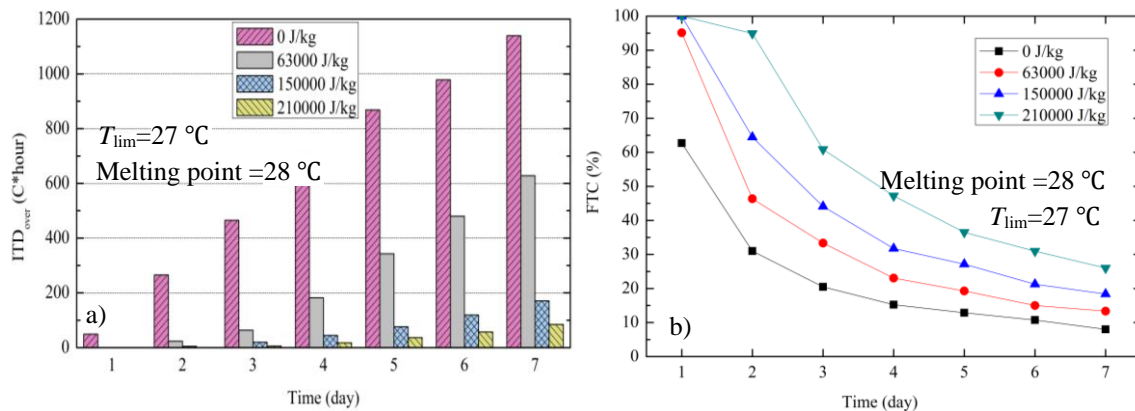 1200
1000
800
600
400
200
0
ITD_over (C*hour)
0 J/kg
63000 J/kg
150000 J/kg
210000 J/kg
T_lim=27 ℃
Melting point =28 ℃
a)
1 2 3 4 5 6 7
Time (day)
100
95
90
85
80
75
70
65
60
55
50
45
40
35
30
25
20
15
10
5
0
FTC (%)
0 J/kg
63000 J/kg
150000 J/kg
210000 J/kg
Melting point =28 ℃
T_lim=27 ℃
b)
1 2 3 4 5 6 7
Time (day)